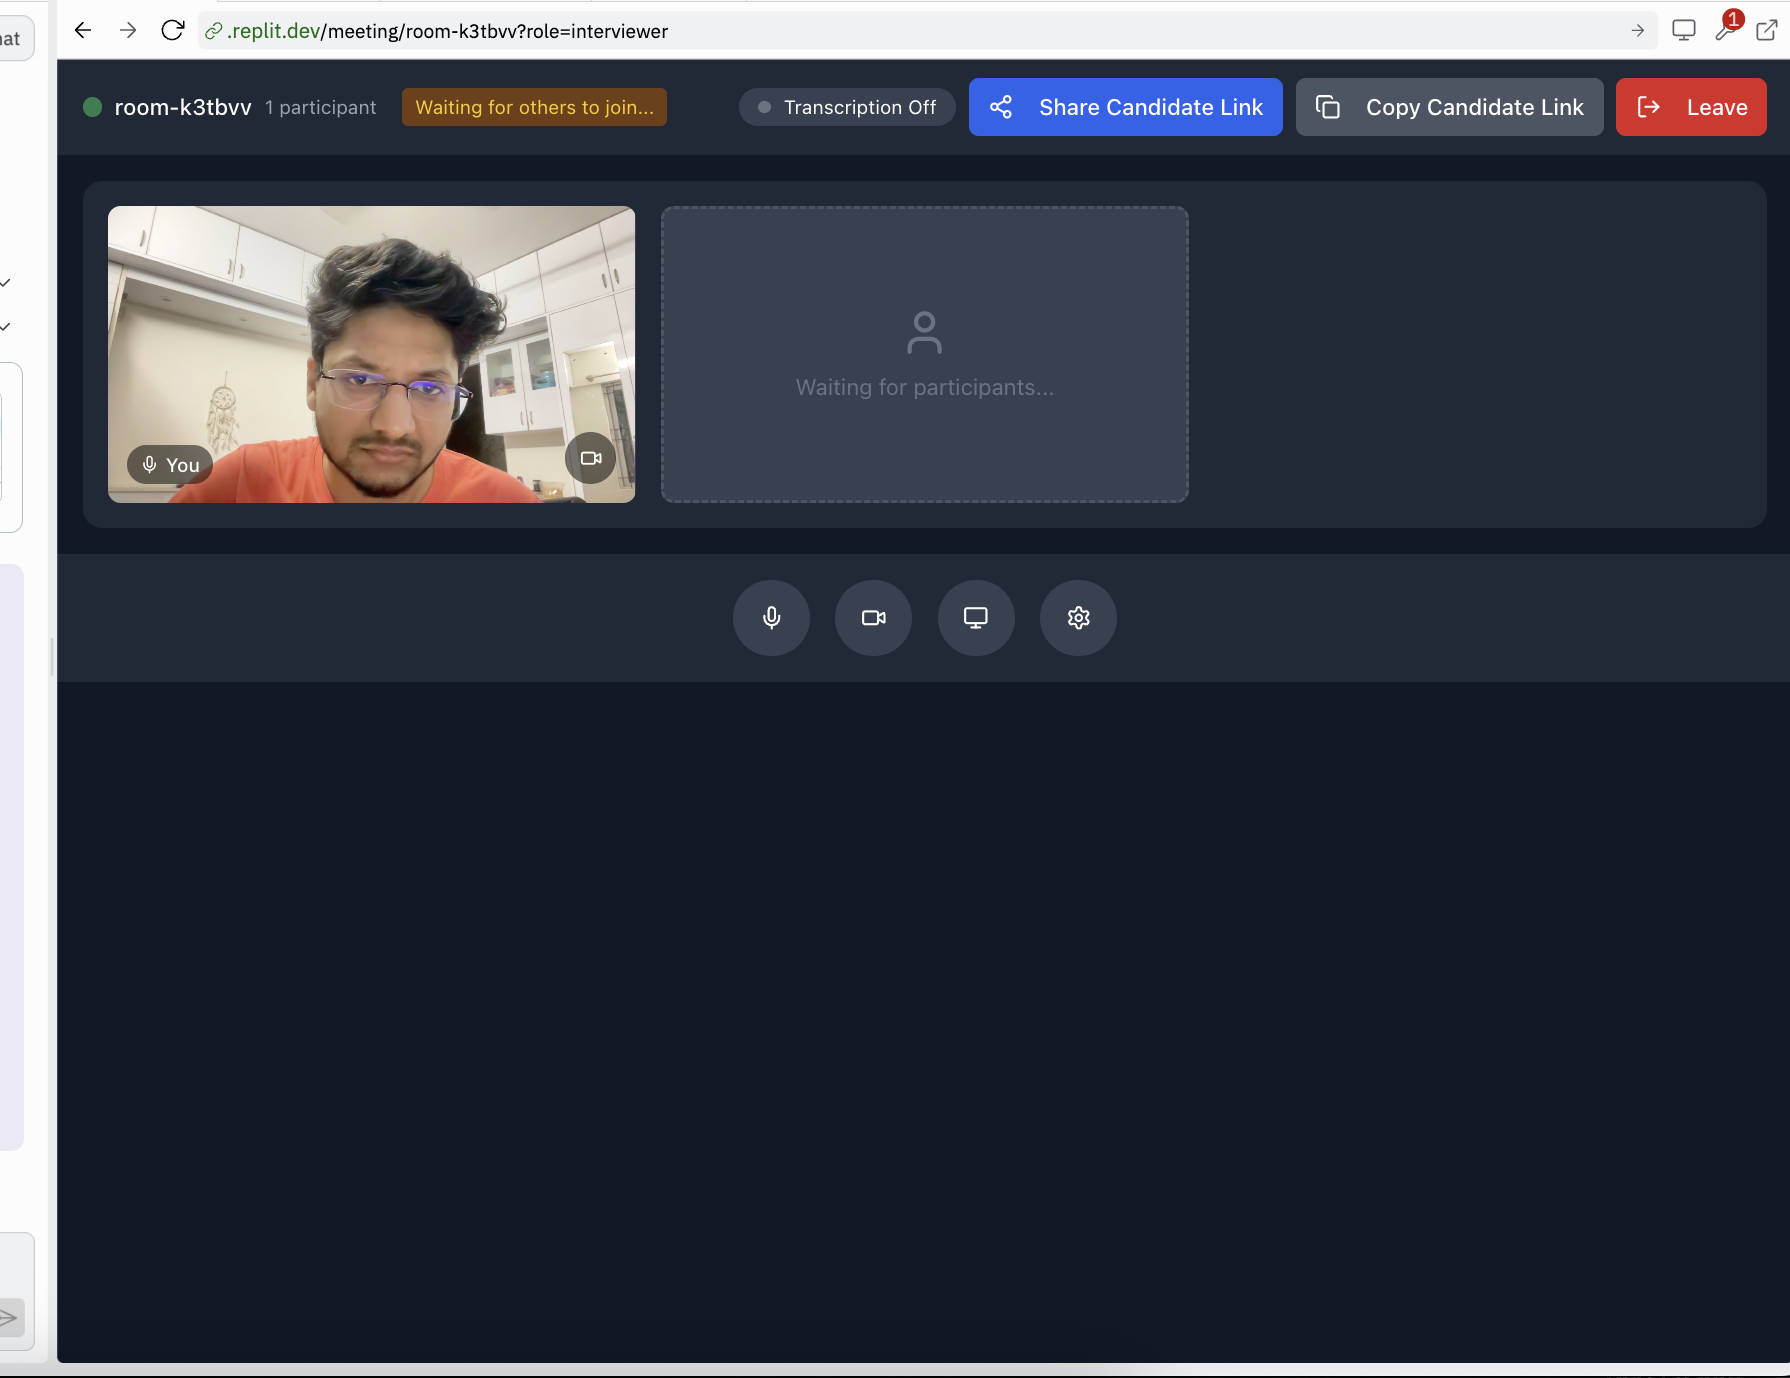 at
.replit.dev/meeting/room-k3tbvv?role=interviewer
1
room-k3tbvv 1 participant Waiting for others to join... Transcription Off Share Candidate Link Copy Candidate Link Leave
Waiting for participants...
You